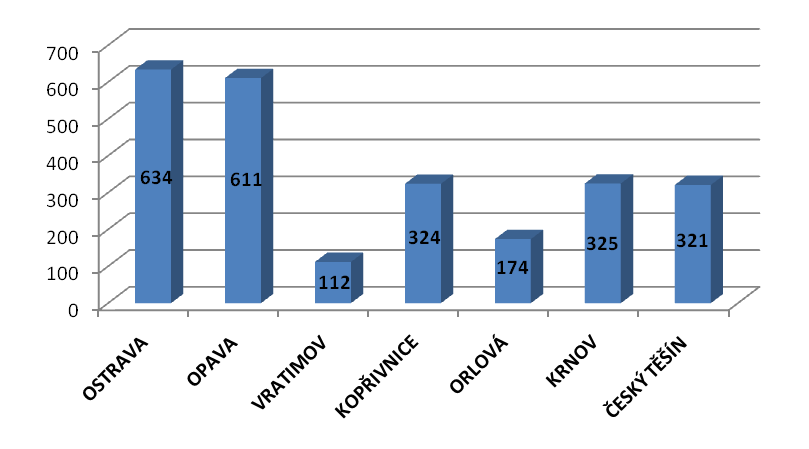 700
600
500
400
300
200
100
0
634
611
112
324
174
325
321
OSTRAVA
OPAVA
VRATIMOV
KOPŘIVNICE
ORLOVÁ
KRNOV
ČESKÝ TĚŠÍN